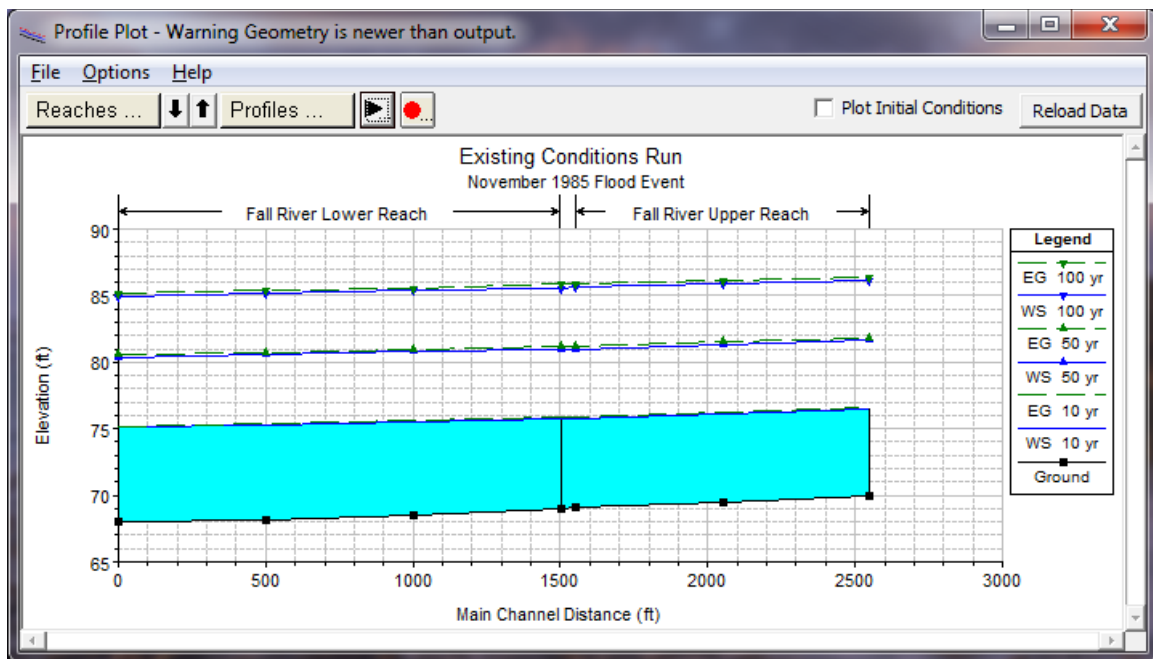 Profile Plot - Warning Geometry is newer than output.
File Options Help
Reaches ... Profiles ... Plot Initial Conditions Reload Data
Existing Conditions Run
November 1985 Flood Event
Fall River Lower Reach Fall River Upper Reach
90
85
80
75
70
65
Elevation (ft)
0 500 1000 1500 2000 2500 3000
Main Channel Distance (ft)
Legend
EG 100 yr
WS 100 yr
EG 50 yr
WS 50 yr
EG 10 yr
WS 10 yr
Ground